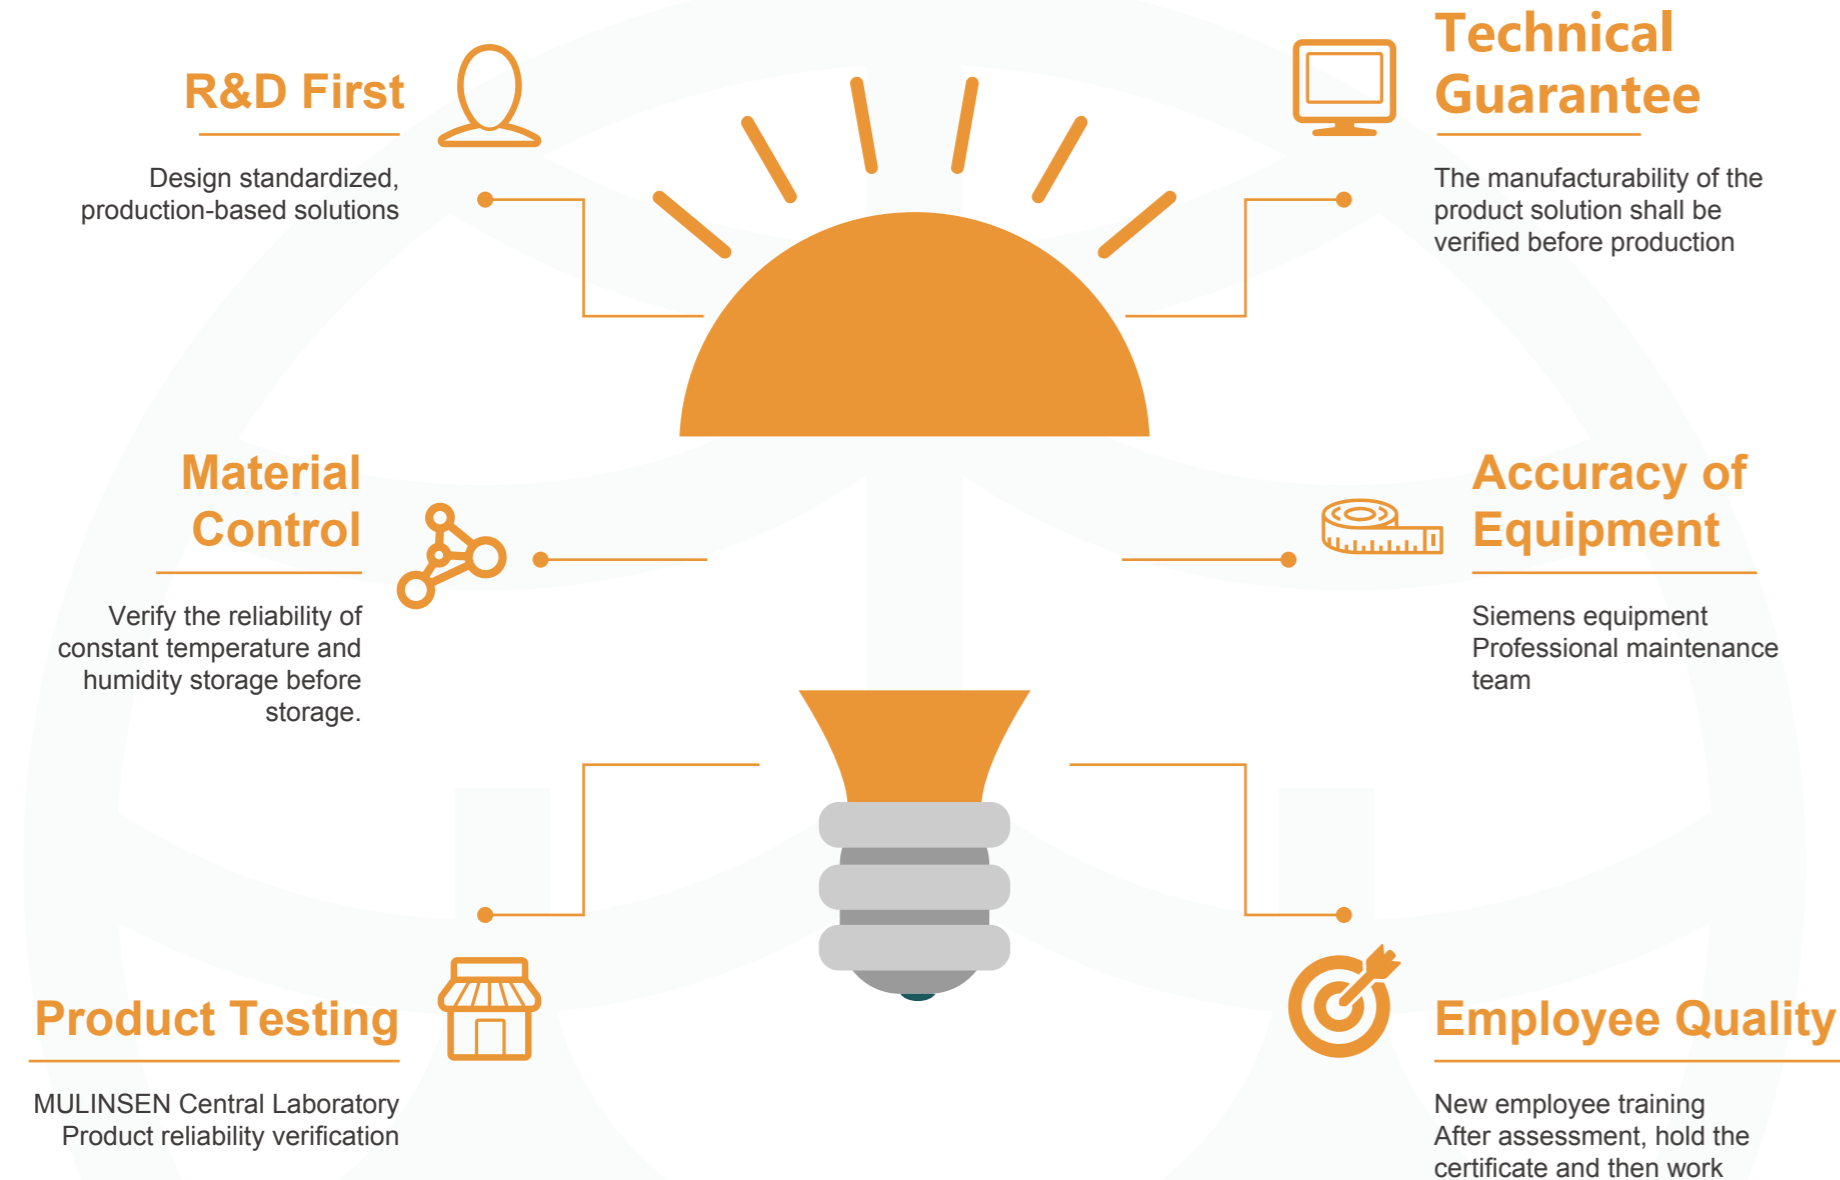 R&D First
Design standardized,
production-based solutions
Technical
Guarantee
The manufacturability of the
product solution shall be
verified before production
Material
Control
Verify the reliability of
constant temperature and
humidity storage before
storage.
Accuracy of
Equipment
Siemens equipment
Professional maintenance
team
Product Testing
MULINSEN Central Laboratory
Product reliability verification
Employee Quality
New employee training
After assessment, hold the
certificate and then work